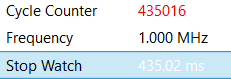 Cycle Counter 435016
Frequency 1.000 MHz
Stop Watch 435.02 ms